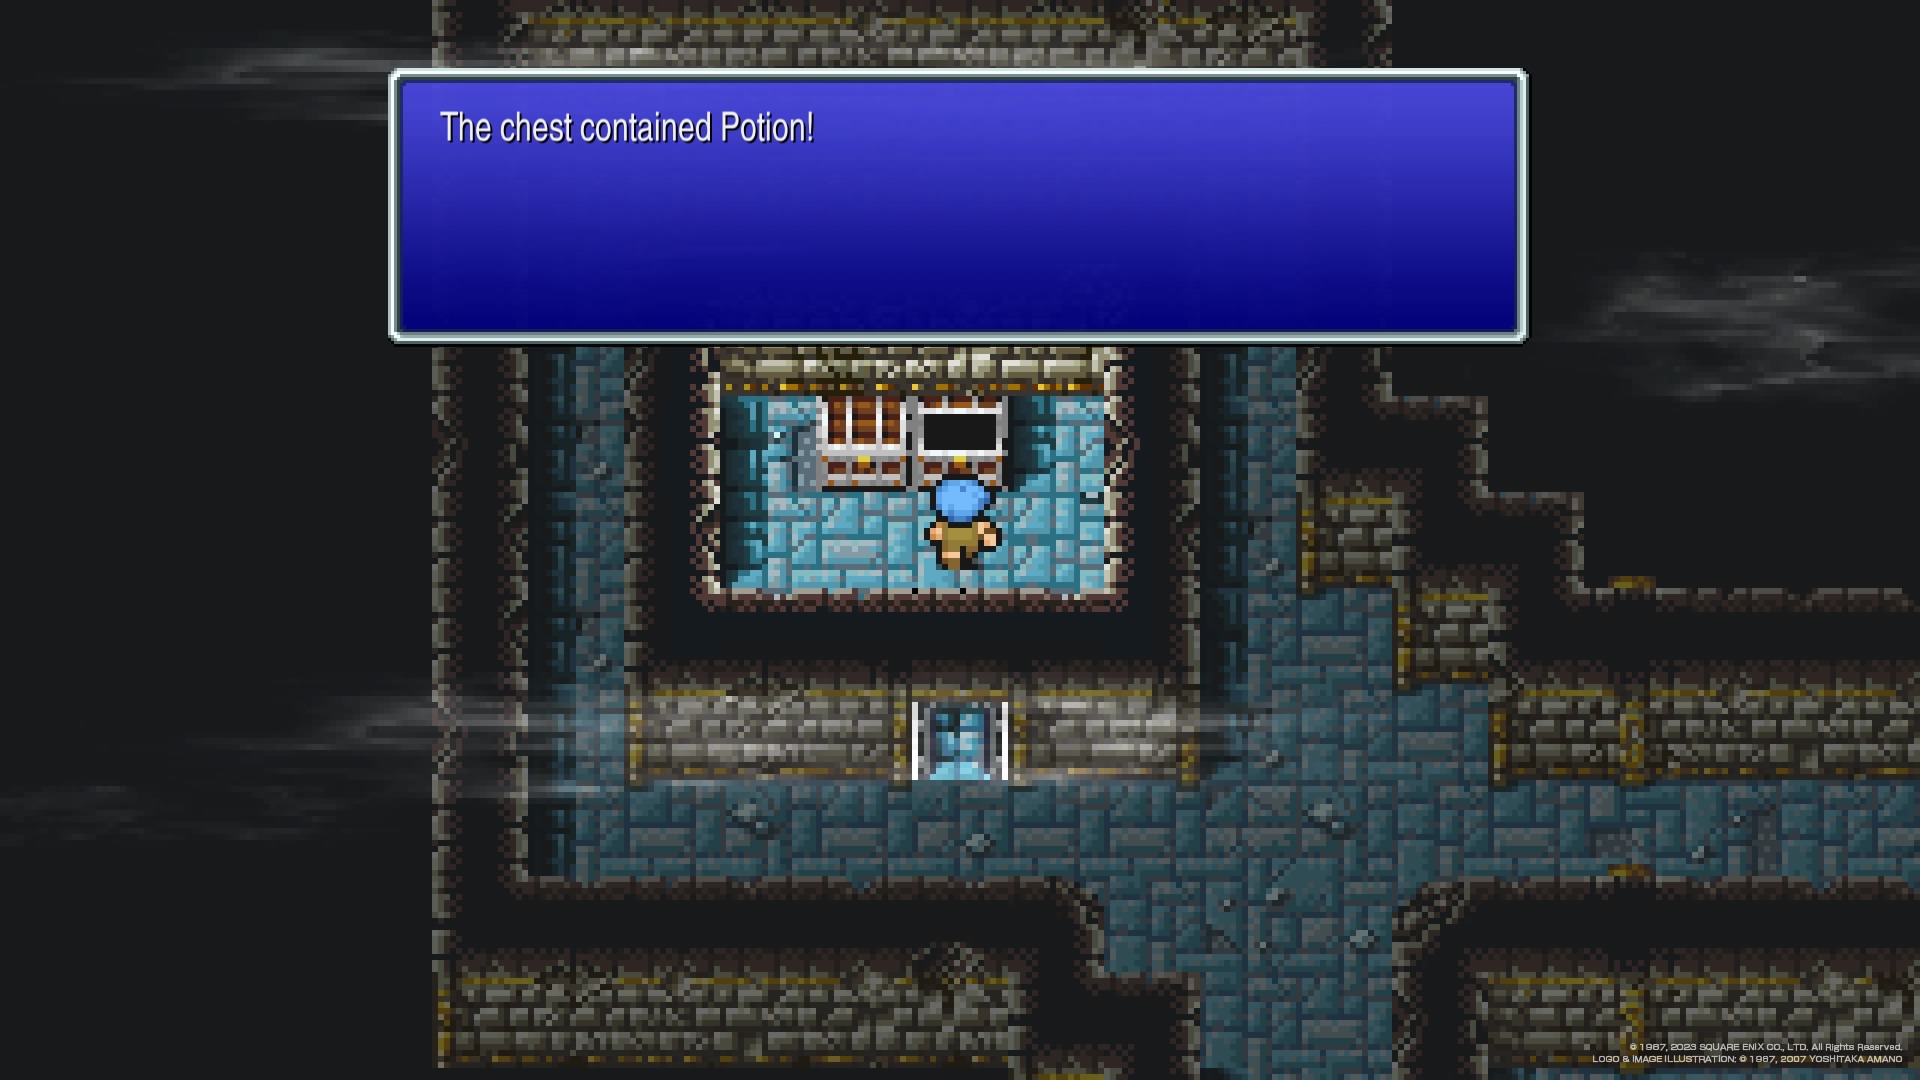 The chest contained Potion!
© 1987, 2023 SQUARE ENIX CO., LTD. All Rights Reserved.
LOGO & IMAGE ILLUSTRATION: © 1987, 2007 YOSHITAKA AMANO